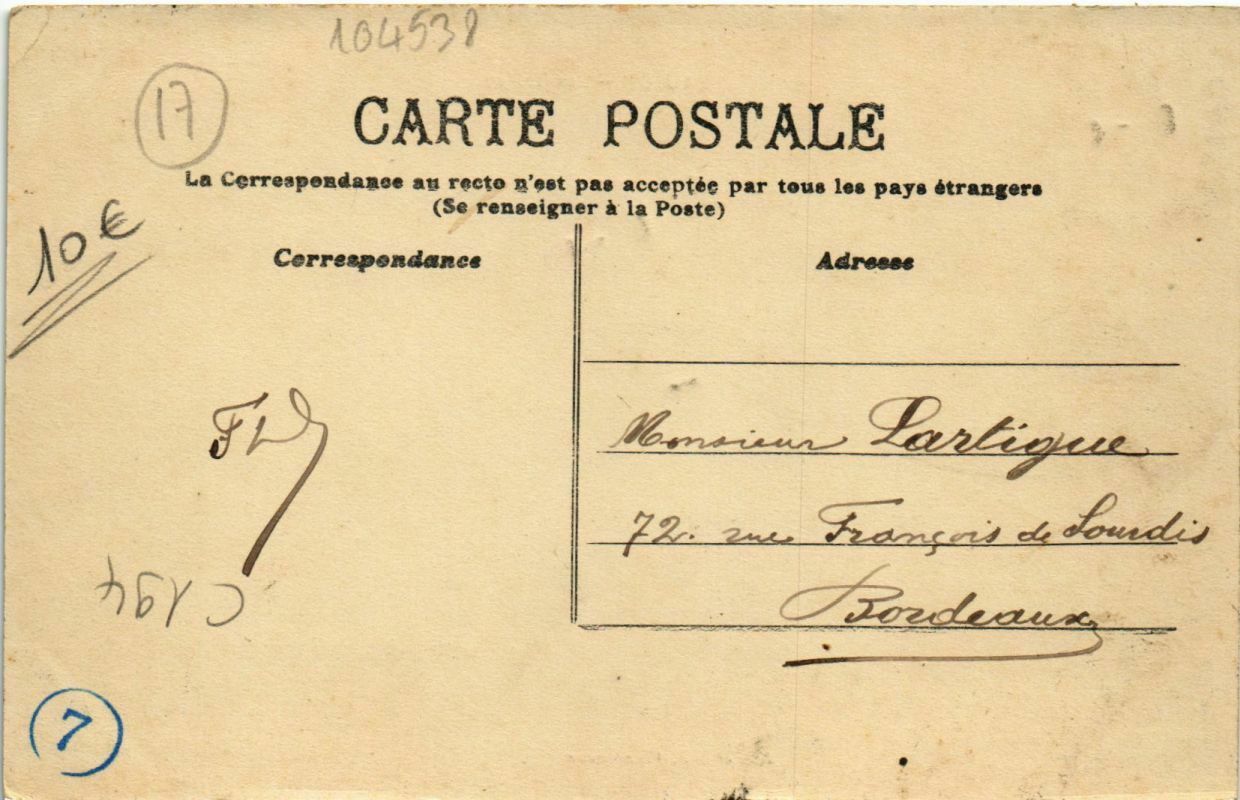 104538
17
CARTE POSTALE
La Correspondance au recto n'est pas acceptée par tous les pays étrangers
(Se renseigner à la Poste)
10€
Correspondance
Adresse
Monsieur Lartigue
72. rue François de Sourdis
Bordeaux
7